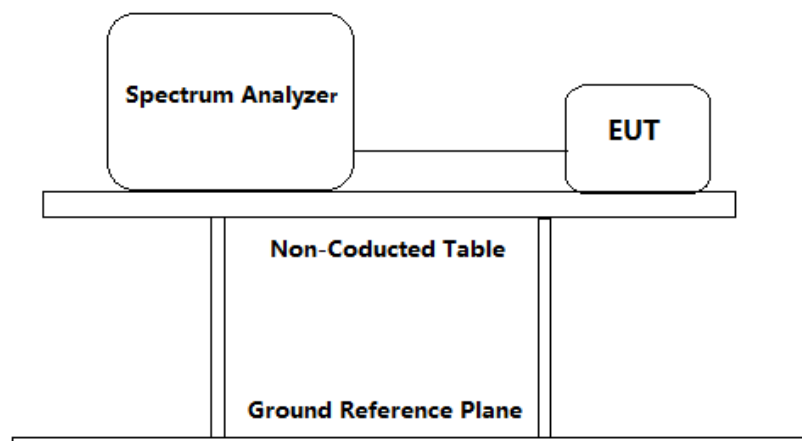 Spectrum Analyzer
EUT
Non-Coducted Table
Ground Reference Plane